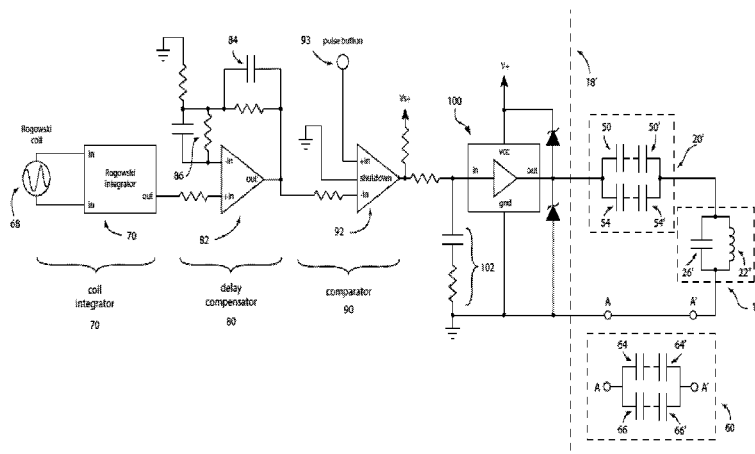 84
93
pulse button
V+
18'
100
Vs+
50
50'
20'
Rogowski
coil
in
Rogowski
integrator
out
in
68
70
86
-in
out
+in
82
+in
shutdown
-in
92
in
vcc
out
gnd
54
54'
26'
22'
102
A
A'
coil
integrator
70
delay
compensator
80
comparator
90
64
64'
A
A'
66
66'
60